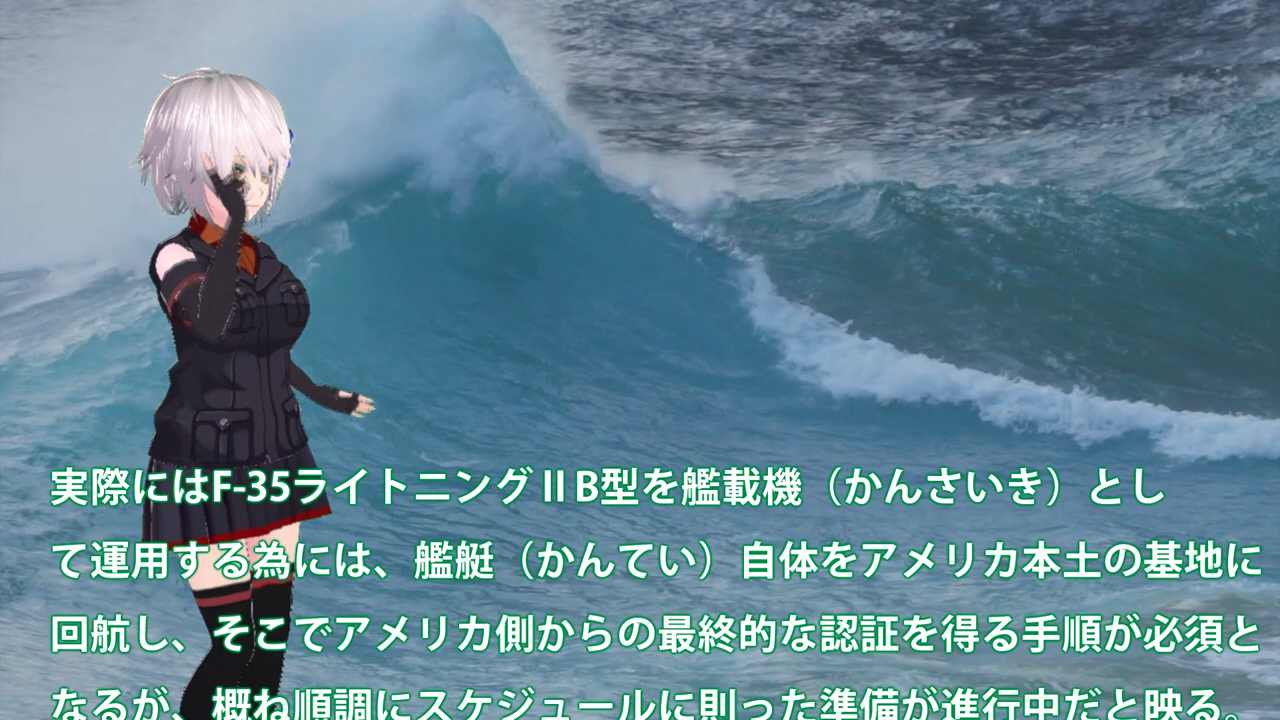 実際にはF-35ライトニングⅡB型を艦載機（かんさいき）とし
て運用する為には、艦艇（かんてい）自体をアメリカ本土の基地に
回航し、そこでアメリカ側からの最終的な認証を得る手順が必須と
なるが、概ね順調にスケジュールに則った準備が進行中だと映る。